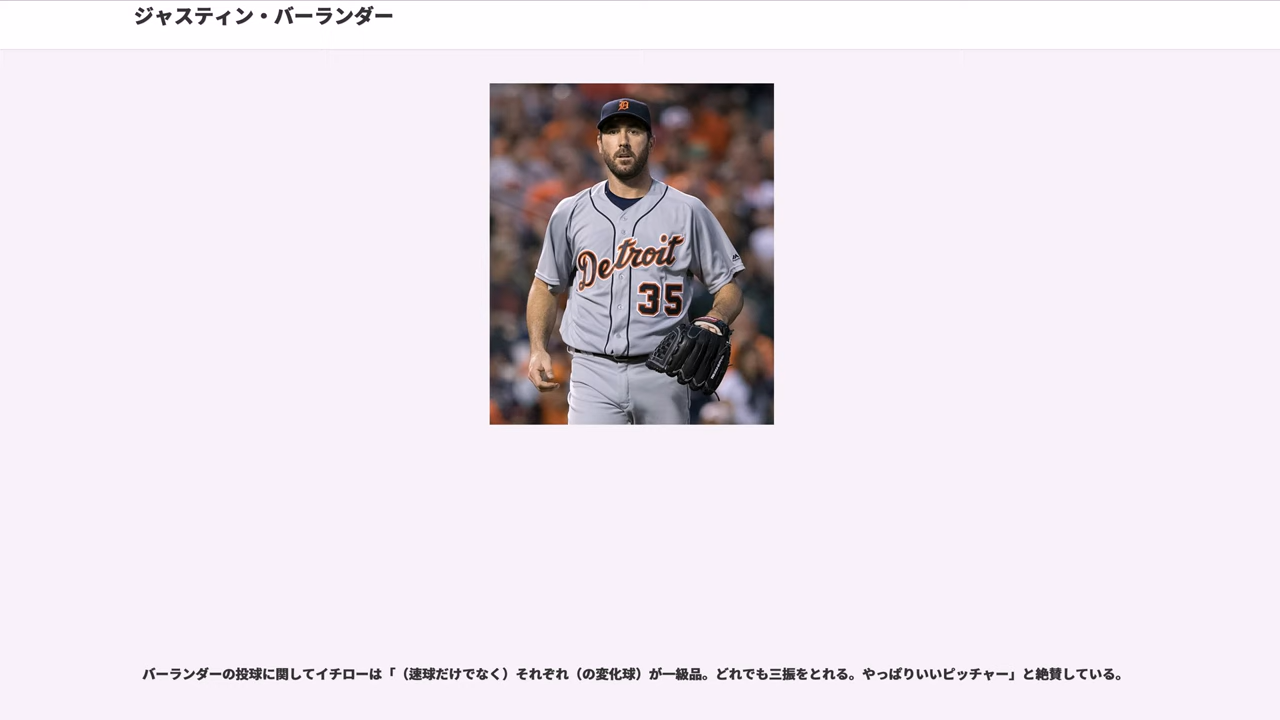 ジャスティン・バーランダー
D
Detroit
35
バーランダーの投球に関してイチローは「（速球だけでなく）それぞれ（の変化球）が一級品。どれでも三振をとれる。やっぱりいいピッチャー」と絶賛している。